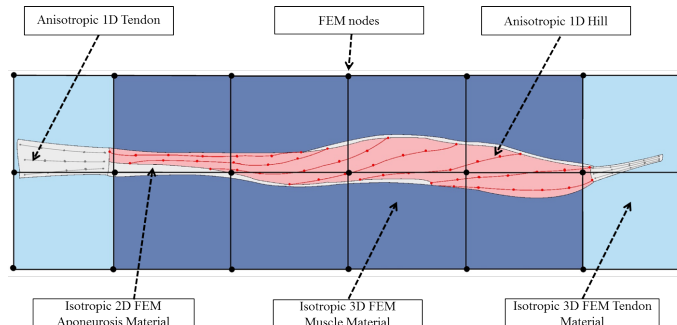 Anisotropic 1D Tendon
FEM nodes
Anisotropic 1D Hill
Isotropic 2D FEM
Aponeurosis Material
Isotropic 3D FEM
Muscle Material
Isotropic 3D FEM Tendon
Material